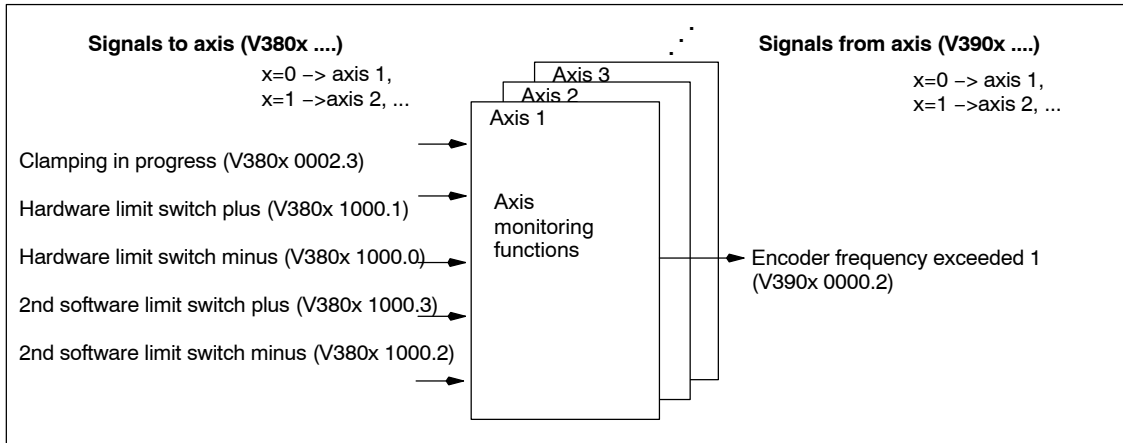 Signals to axis (V380x ....)
x=0 −> axis 1,
x=1 −>axis 2, ...
Clamping in progress (V380x 0002.3)
Hardware limit switch plus (V380x 1000.1)
Hardware limit switch minus (V380x 1000.0)
2nd software limit switch plus (V380x 1000.3)
2nd software limit switch minus (V380x 1000.2)
Axis 3
Axis 2
Axis 1
Axis
monitoring
functions
Signals from axis (V390x ....)
x=0 −> axis 1,
x=1 −>axis 2, ...
Encoder frequency exceeded 1
(V390x 0000.2)